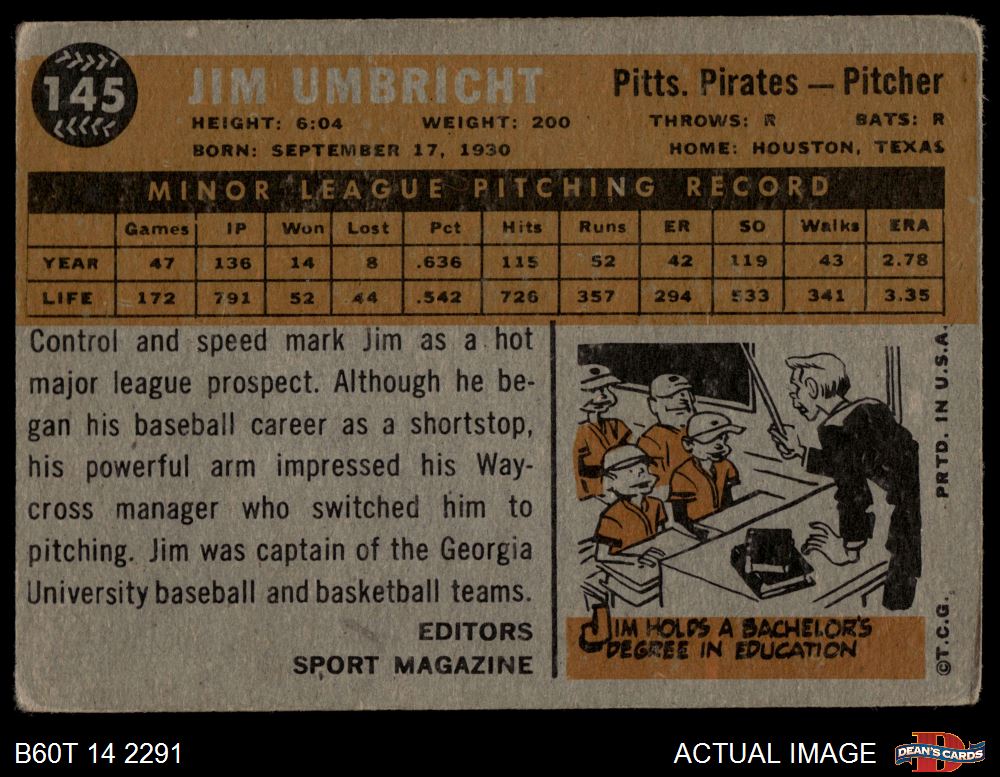 145
JIM UMBRICHT
Pitts. Pirates — Pitcher
HEIGHT: 6:04 WEIGHT: 200 THROWS: R BATS: R
BORN: SEPTEMBER 17, 1930 HOME: HOUSTON, TEXAS
MINOR LEAGUE PITCHING RECORD
Games IP Won Lost Pct Hits Runs ER SO Walks ERA
YEAR 47 136 14 8 .636 115 52 42 119 43 2.78
LIFE 172 791 52 44 .542 726 357 294 533 341 3.35
Control and speed mark Jim as a hot
major league prospect. Although he be-
gan his baseball career as a shortstop,
his powerful arm impressed his Way-
cross manager who switched him to
pitching. Jim was captain of the Georgia
University baseball and basketball teams.
EDITORS
SPORT MAGAZINE
JIM HOLDS A BACHELOR'S
DEGREE IN EDUCATION
©T.C.G. PRTD. IN U.S.A.
B60T 14 2291
ACTUAL IMAGE
D
DEAN'S CARDS